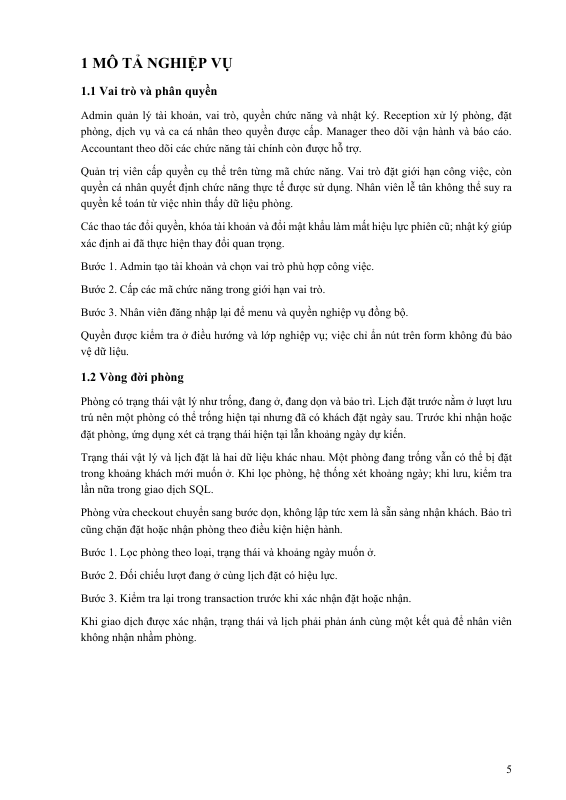 1 MÔ TẢ NGHIỆP VỤ
1.1 Vai trò và phân quyền
Admin quản lý tài khoản, vai trò, quyền chức năng và nhật ký. Reception xử lý phòng, đặt
phòng, dịch vụ và ca cá nhân theo quyền được cấp. Manager theo dõi vận hành và báo cáo.
Accountant theo dõi các chức năng tài chính còn được hỗ trợ.
Quản trị viên cấp quyền cụ thể trên từng mã chức năng. Vai trò đặt giới hạn công việc, còn
quyền cá nhân quyết định chức năng thực tế được sử dụng. Nhân viên lễ tân không thể suy ra
quyền kế toán từ việc nhìn thấy dữ liệu phòng.
Các thao tác đổi quyền, khóa tài khoản và đổi mật khẩu làm mất hiệu lực phiên cũ; nhật ký giúp
xác định ai đã thực hiện thay đổi quan trọng.
Bước 1. Admin tạo tài khoản và chọn vai trò phù hợp công việc.
Bước 2. Cấp các mã chức năng trong giới hạn vai trò.
Bước 3. Nhân viên đăng nhập lại để menu và quyền nghiệp vụ đồng bộ.
Quyền được kiểm tra ở điều hướng và lớp nghiệp vụ; việc chỉ ẩn nút trên form không đủ bảo
vệ dữ liệu.
1.2 Vòng đời phòng
Phòng có trạng thái vật lý như trống, đang ở, đang dọn và bảo trì. Lịch đặt trước nằm ở lượt lưu
trú nên một phòng có thể trống hiện tại nhưng đã có khách đặt ngày sau. Trước khi nhận hoặc
đặt phòng, ứng dụng xét cả trạng thái hiện tại lẫn khoảng ngày dự kiến.
Trạng thái vật lý và lịch đặt là hai dữ liệu khác nhau. Một phòng đang trống vẫn có thể bị đặt
trong khoảng khách mới muốn ở. Khi lọc phòng, hệ thống xét khoảng ngày; khi lưu, kiểm tra
lần nữa trong giao dịch SQL.
Phòng vừa checkout chuyển sang bước dọn, không lập tức xem là sẵn sàng nhận khách. Bảo trì
cũng chặn đặt hoặc nhận phòng theo điều kiện hiện hành.
Bước 1. Lọc phòng theo loại, trạng thái và khoảng ngày muốn ở.
Bước 2. Đối chiếu lượt đang ở cùng lịch đặt có hiệu lực.
Bước 3. Kiểm tra lại trong transaction trước khi xác nhận đặt hoặc nhận.
Khi giao dịch được xác nhận, trạng thái và lịch phải phản ánh cùng một kết quả để nhân viên
không nhận nhầm phòng.
5